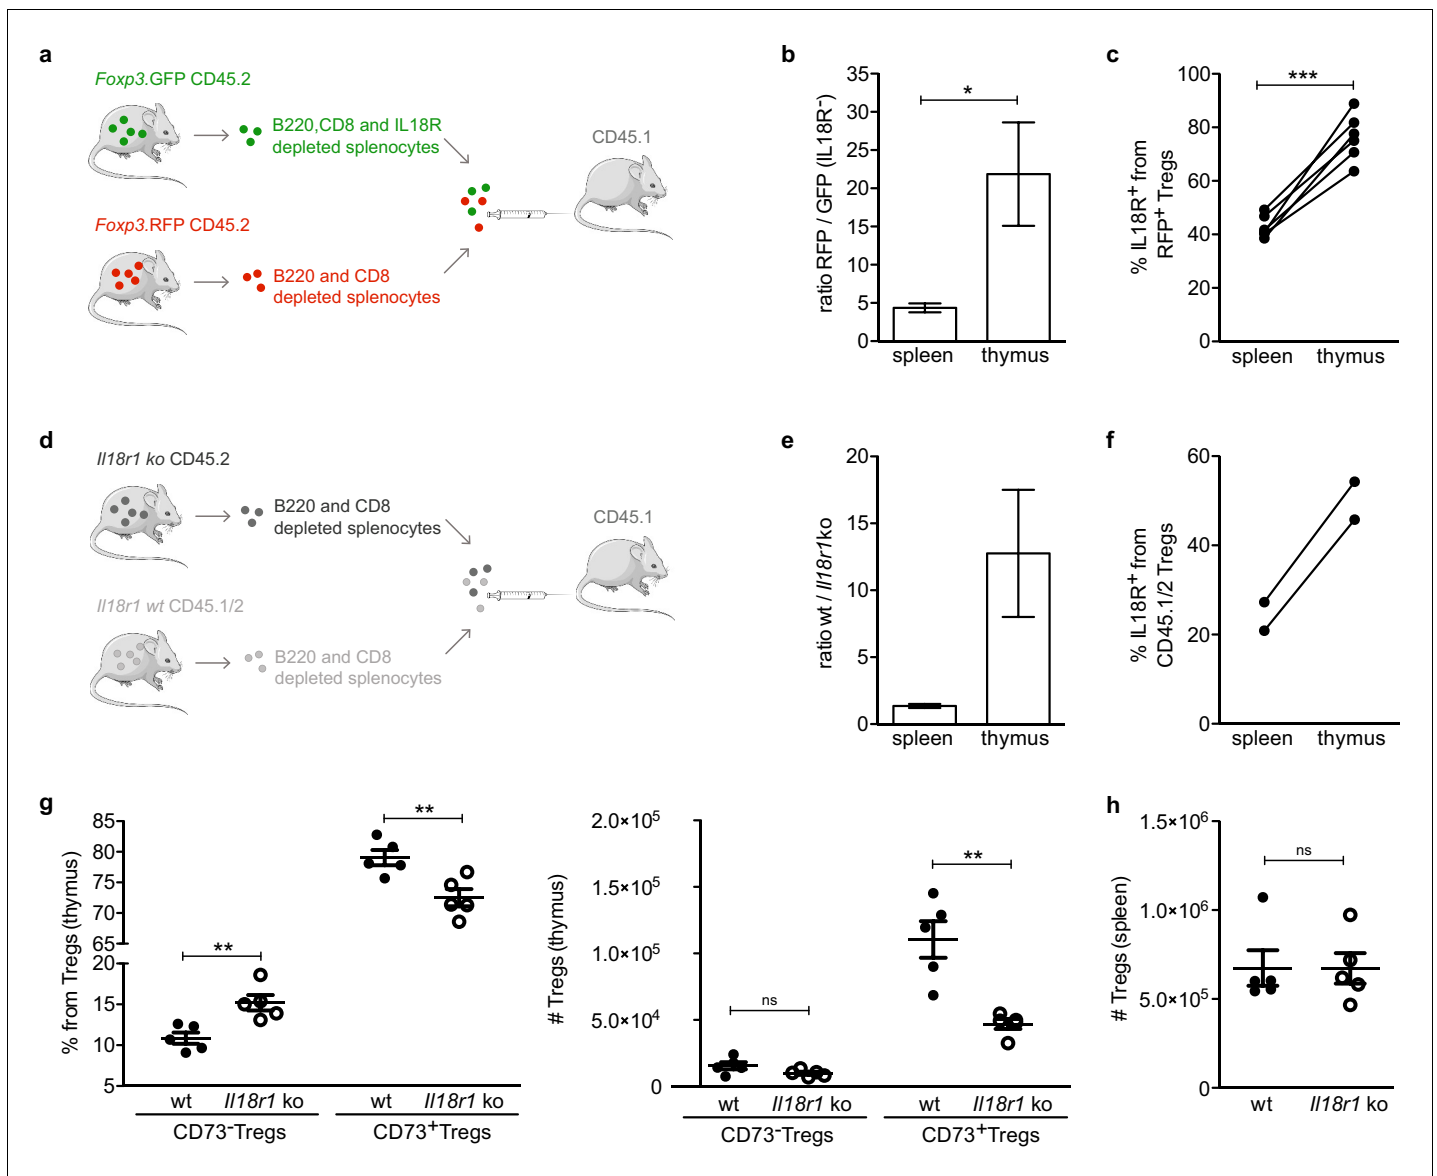 a
Foxp3.GFP CD45.2
B220,CD8 and IL18R
depleted splenocytes
CD45.1
Foxp3.RFP CD45.2
B220 and CD8
depleted splenocytes
b
ratio RFP / GFP (IL18R⁻)
35
30
25
20
15
10
5
0
*
spleen
thymus
c
% IL18R⁺ from
RFP⁺ Tregs
100
80
60
40
20
0
***
spleen
thymus
d
Il18r1 ko CD45.2
B220 and CD8
depleted splenocytes
CD45.1
Il18r1 wt CD45.1/2
B220 and CD8
depleted splenocytes
e
ratio wt / Il18r1ko
20
15
10
5
0
spleen
thymus
f
% IL18R⁺ from
CD45.1/2 Tregs
60
40
20
0
spleen
thymus
g
% from Tregs (thymus)
85
80
75
70
65
20
15
10
5
**
**
wt
Il18r1 ko
wt
Il18r1 ko
CD73⁻Tregs
CD73⁺Tregs
# Tregs (thymus)
2.0×10⁵
1.5×10⁵
1.0×10⁵
5.0×10⁴
0
ns
**
wt
Il18r1 ko
wt
Il18r1 ko
CD73⁻Tregs
CD73⁺Tregs
h
# Tregs (spleen)
1.5×10⁶
1.0×10⁶
5.0×10⁵
0
ns
wt
Il18r1 ko